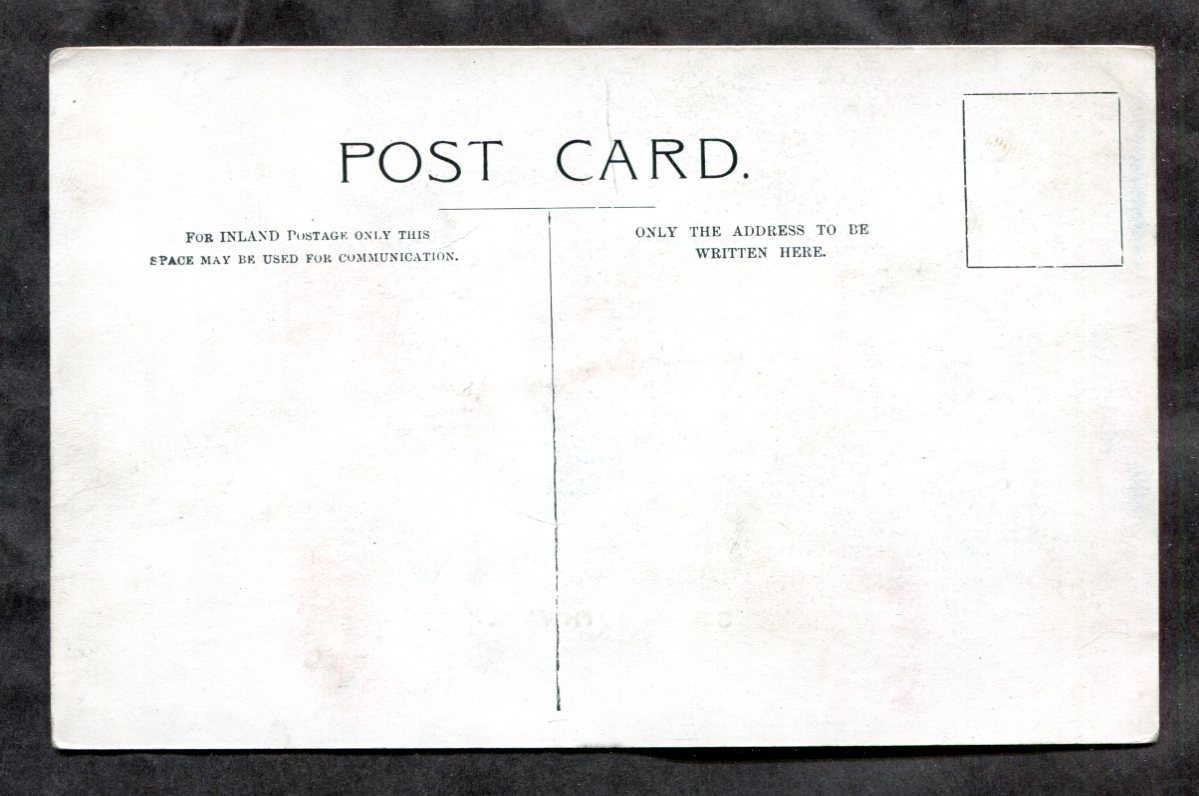 POST CARD.
FOR INLAND POSTAGE ONLY THIS
SPACE MAY BE USED FOR COMMUNICATION.
ONLY THE ADDRESS TO BE
WRITTEN HERE.